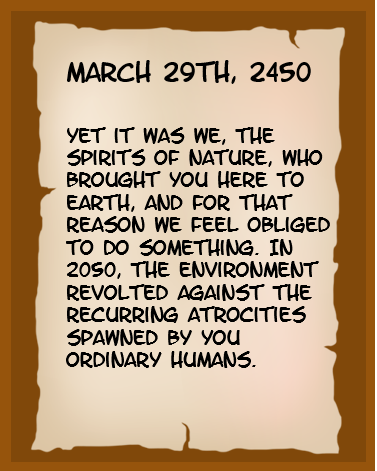 MARCH 29TH, 2450
YET IT WAS WE, THE
SPIRITS OF NATURE, WHO
BROUGHT YOU HERE TO
EARTH, AND FOR THAT
REASON WE FEEL OBLIGED
TO DO SOMETHING. IN
2050, THE ENVIRONMENT
REVOLTED AGAINST THE
RECURRING ATROCITIES
SPAWNED BY YOU
ORDINARY HUMANS.